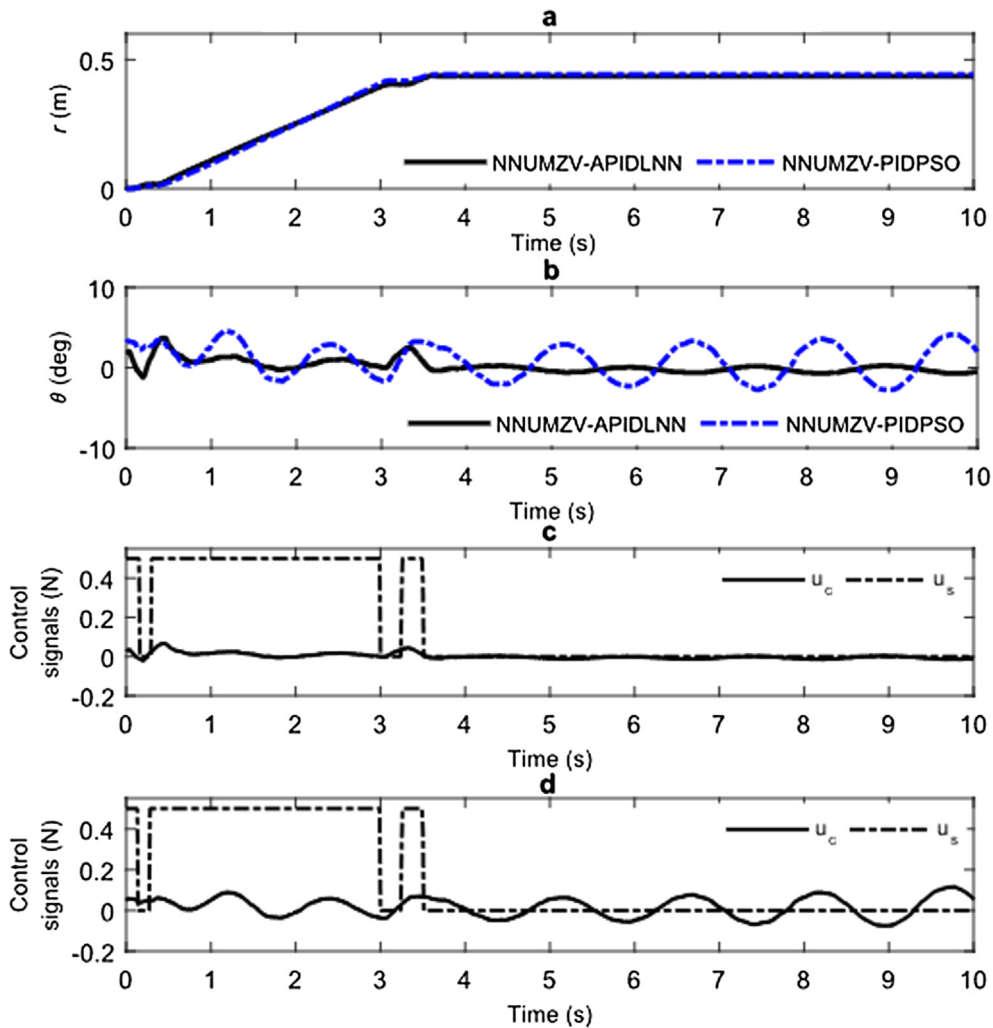 a
0.5
r (m)
NNUMZV-APIDLNN NNUMZV-PIDPSO
0
0 1 2 3 4 5 6 7 8 9 10
Time (s)
b
10
θ (deg)
0
NNUMZV-APIDLNN NNUMZV-PIDPSO
-10
0 1 2 3 4 5 6 7 8 9 10
Time (s)
c
0.4
u_c u_s
Control
signals (N)
0.2
0
-0.2
0 1 2 3 4 5 6 7 8 9 10
Time (s)
d
0.4
u_c u_s
Control
signals (N)
0.2
0
-0.2
0 1 2 3 4 5 6 7 8 9 10
Time (s)